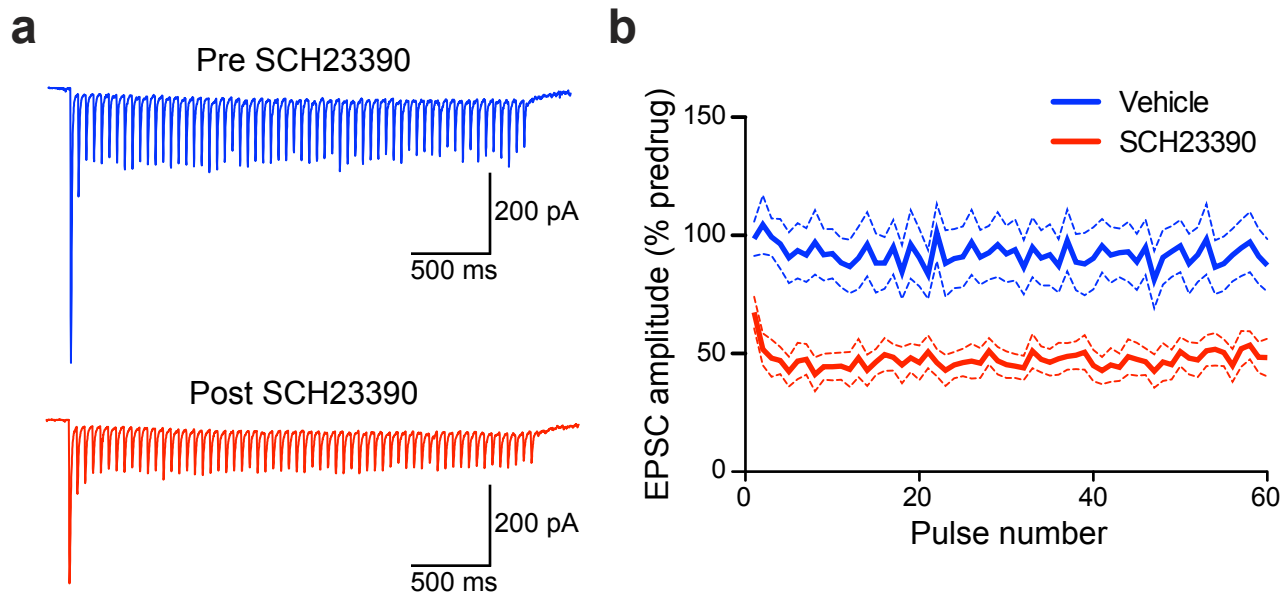 a
Pre SCH23390
200 pA
500 ms
Post SCH23390
200 pA
500 ms
b
Vehicle
SCH23390
EPSC amplitude (% predrug)
150
100
50
0
0 20 40 60
Pulse number